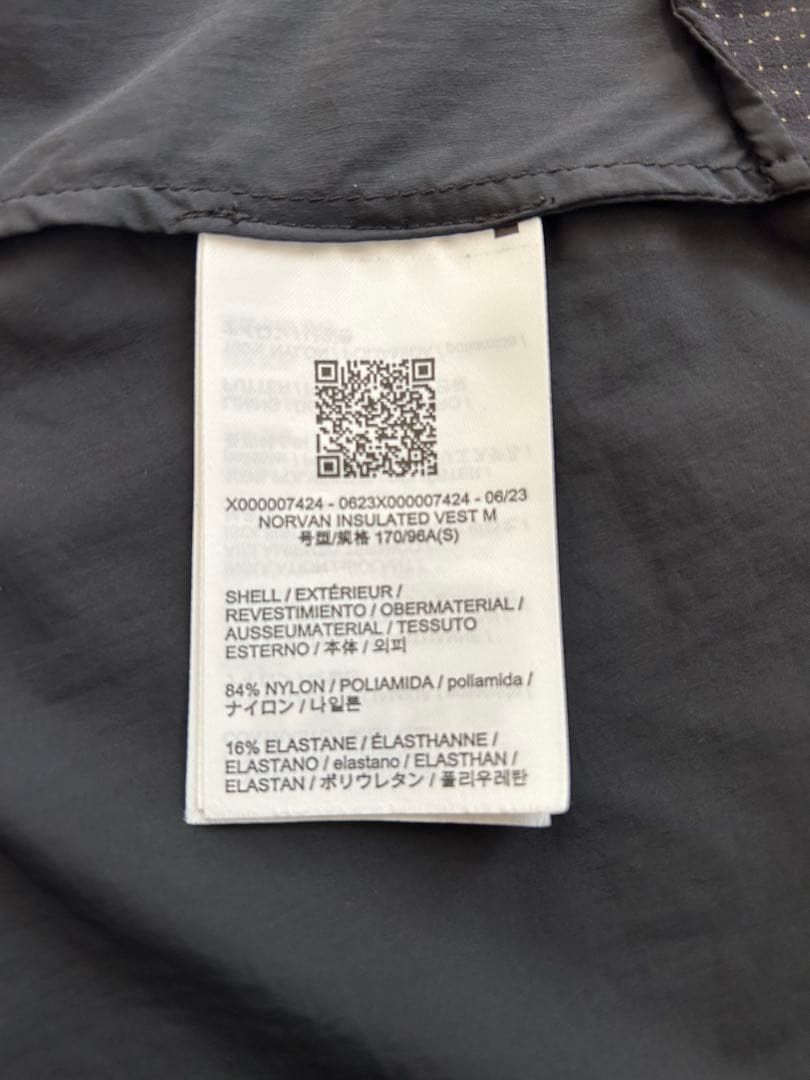 X000007424 - 0623X000007424 - 06/23
NORVAN INSULATED VEST M
号型/规格 170/96A(S)
SHELL / EXTÉRIEUR /
REVESTIMIENTO / OBERMATERIAL /
AUSSEUMATERIAL / TESSUTO
ESTERNO / 本体 / 외피
84% NYLON / POLIAMIDA / poliamida /
ナイロン / 나일론
16% ELASTANE / ÉLASTHANNE /
ELASTANO / elastano / ELASTHAN /
ELASTAN / ポリウレタン / 폴리우레탄